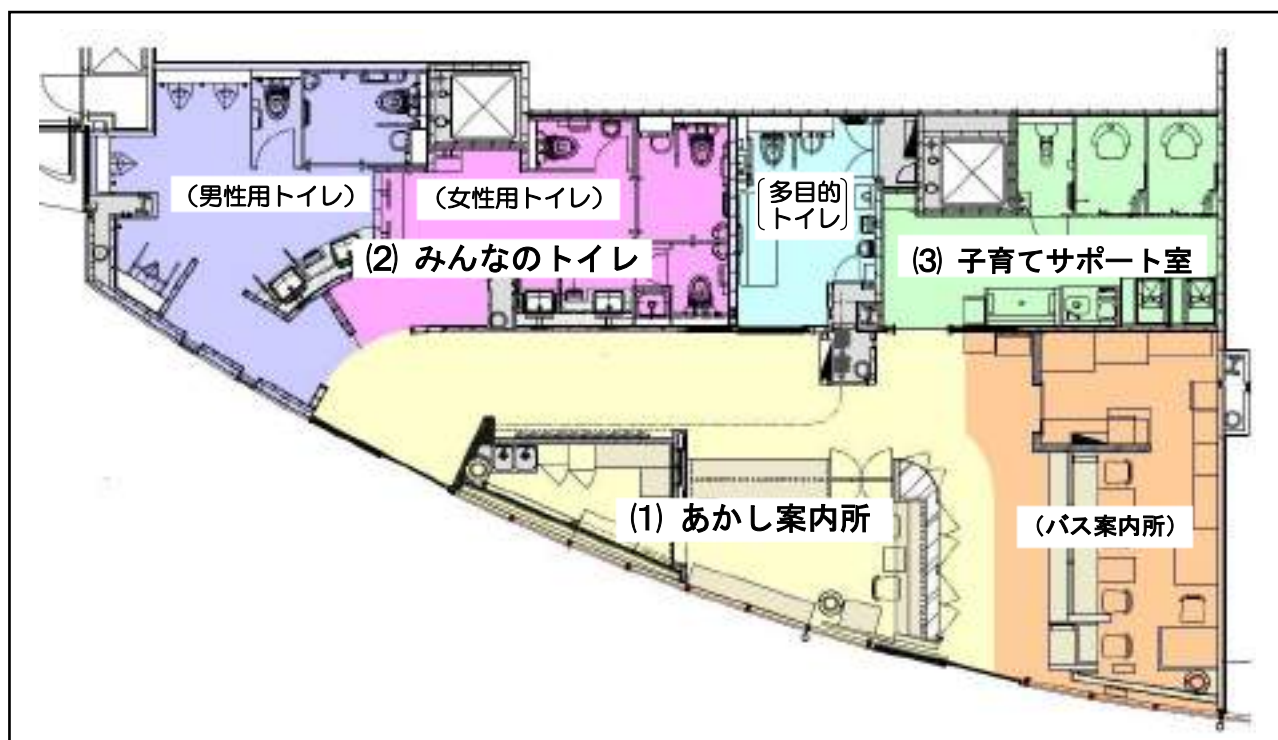 （男性用トイレ）
（女性用トイレ）
〔多目的
トイレ〕
⑵ みんなのトイレ
⑶ 子育てサポート室
⑴ あかし案内所
（バス案内所）